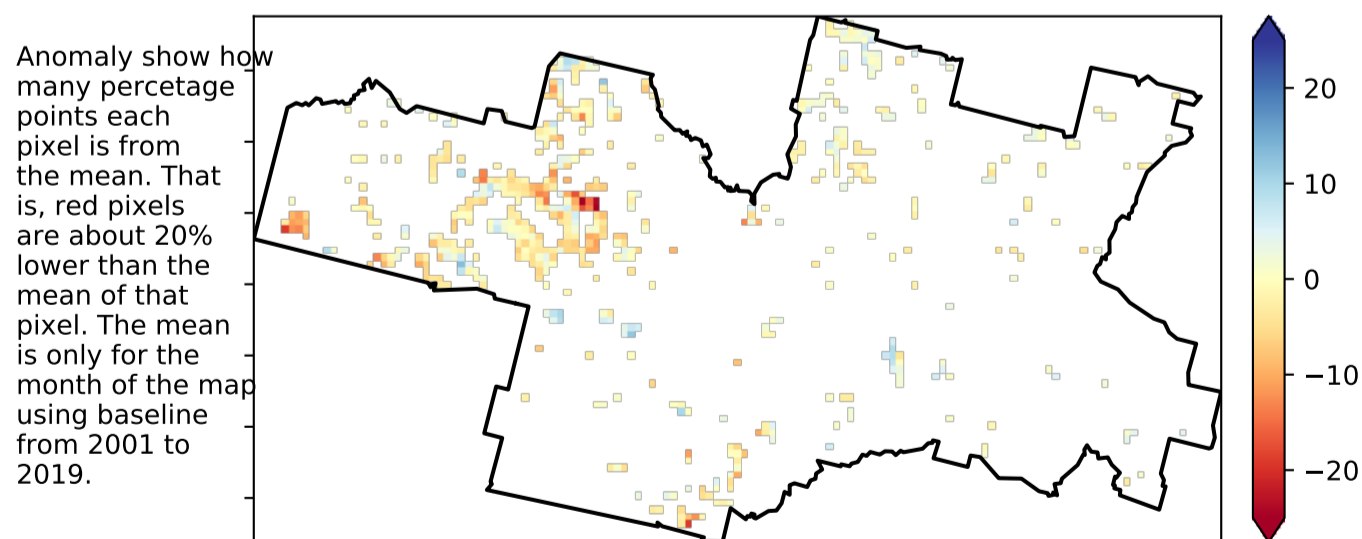 Anomaly show how
many percetage
points each
pixel is from
the mean. That
is, red pixels
are about 20%
lower than the
mean of that
pixel. The mean
is only for the
month of the map
using baseline
from 2001 to
2019.
20
10
0
−10
−20